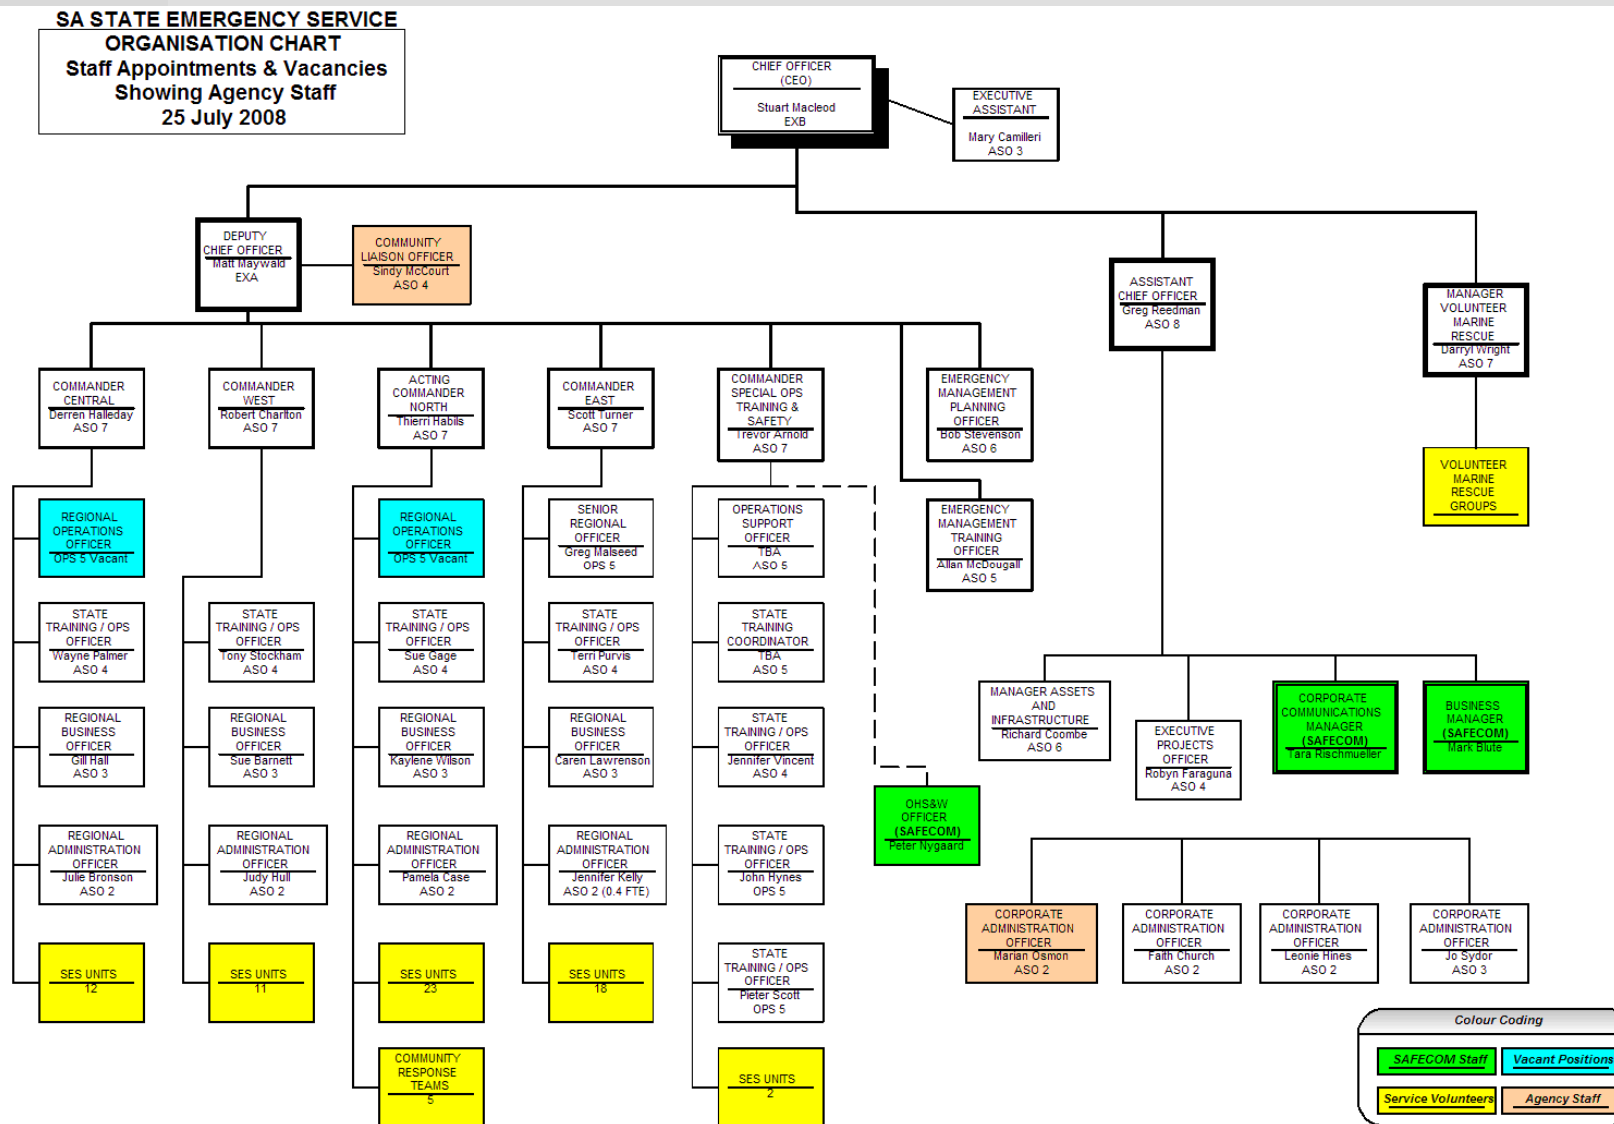 SA STATE EMERGENCY SERVICE
ORGANISATION CHART
Staff Appointments & Vacancies
Showing Agency Staff
25 July 2008
CHIEF OFFICER
(CEO)
Stuart Macleod
EXB
EXECUTIVE
ASSISTANT
Mary Camilleri
ASO 3
DEPUTY
CHIEF OFFICER
Matt Maywald
EXA
COMMUNITY
LIAISON OFFICER
Sindy McCourt
ASO 4
ASSISTANT
CHIEF OFFICER
Greg Reedman
ASO 8
MANAGER
VOLUNTEER
MARINE
RESCUE
Darryl Wright
ASO 7
COMMANDER
CENTRAL
Derren Halleday
ASO 7
COMMANDER
WEST
Robert Charlton
ASO 7
ACTING
COMMANDER
NORTH
Thierri Habils
ASO 7
COMMANDER
EAST
Scott Turner
ASO 7
COMMANDER
SPECIAL OPS
TRAINING &
SAFETY
Trevor Arnold
ASO 7
EMERGENCY
MANAGEMENT
PLANNING
OFFICER
Bob Stevenson
ASO 6
VOLUNTEER
MARINE
RESCUE
GROUPS
REGIONAL
OPERATIONS
OFFICER
OPS 5 Vacant
REGIONAL
OPERATIONS
OFFICER
OPS 5 Vacant
SENIOR
REGIONAL
OFFICER
Greg Malseed
OPS 5
OPERATIONS
SUPPORT
OFFICER
TBA
ASO 5
EMERGENCY
MANAGEMENT
TRAINING
OFFICER
Allan McDougall
ASO 5
STATE
TRAINING / OPS
OFFICER
Wayne Palmer
ASO 4
STATE
TRAINING / OPS
OFFICER
Tony Stockham
ASO 4
STATE
TRAINING / OPS
OFFICER
Sue Gage
ASO 4
STATE
TRAINING / OPS
OFFICER
Terri Purvis
ASO 4
STATE
TRAINING
COORDINATOR
TBA
ASO 5
MANAGER ASSETS
AND
INFRASTRUCTURE
Richard Coombe
ASO 6
EXECUTIVE
PROJECTS
OFFICER
Robyn Faraguna
ASO 4
CORPORATE
COMMUNICATIONS
MANAGER
(SAFECOM)
Tara Rischmueller
BUSINESS
MANAGER
(SAFECOM)
Mark Blute
REGIONAL
BUSINESS
OFFICER
Gill Hall
ASO 3
REGIONAL
BUSINESS
OFFICER
Sue Barnett
ASO 3
REGIONAL
BUSINESS
OFFICER
Kaylene Wilson
ASO 3
REGIONAL
BUSINESS
OFFICER
Caren Lawrenson
ASO 3
STATE
TRAINING / OPS
OFFICER
Jennifer Vincent
ASO 4
OHS&W
OFFICER
(SAFECOM)
Peter Nygaard
REGIONAL
ADMINISTRATION
OFFICER
Julie Bronson
ASO 2
REGIONAL
ADMINISTRATION
OFFICER
Judy Hull
ASO 2
REGIONAL
ADMINISTRATION
OFFICER
Pamela Case
ASO 2
REGIONAL
ADMINISTRATION
OFFICER
Jennifer Kelly
ASO 2 (0.4 FTE)
STATE
TRAINING / OPS
OFFICER
John Hynes
OPS 5
CORPORATE
ADMINISTRATION
OFFICER
Marian Osmon
ASO 2
CORPORATE
ADMINISTRATION
OFFICER
Faith Church
ASO 2
CORPORATE
ADMINISTRATION
OFFICER
Leonie Hines
ASO 2
CORPORATE
ADMINISTRATION
OFFICER
Jo Sydor
ASO 3
SES UNITS
12
SES UNITS
11
SES UNITS
23
SES UNITS
18
STATE
TRAINING / OPS
OFFICER
Pieter Scott
OPS 5
COMMUNITY
RESPONSE
TEAMS
5
SES UNITS
2
Colour Coding
SAFECOM Staff
Vacant Positions
Service Volunteers
Agency Staff